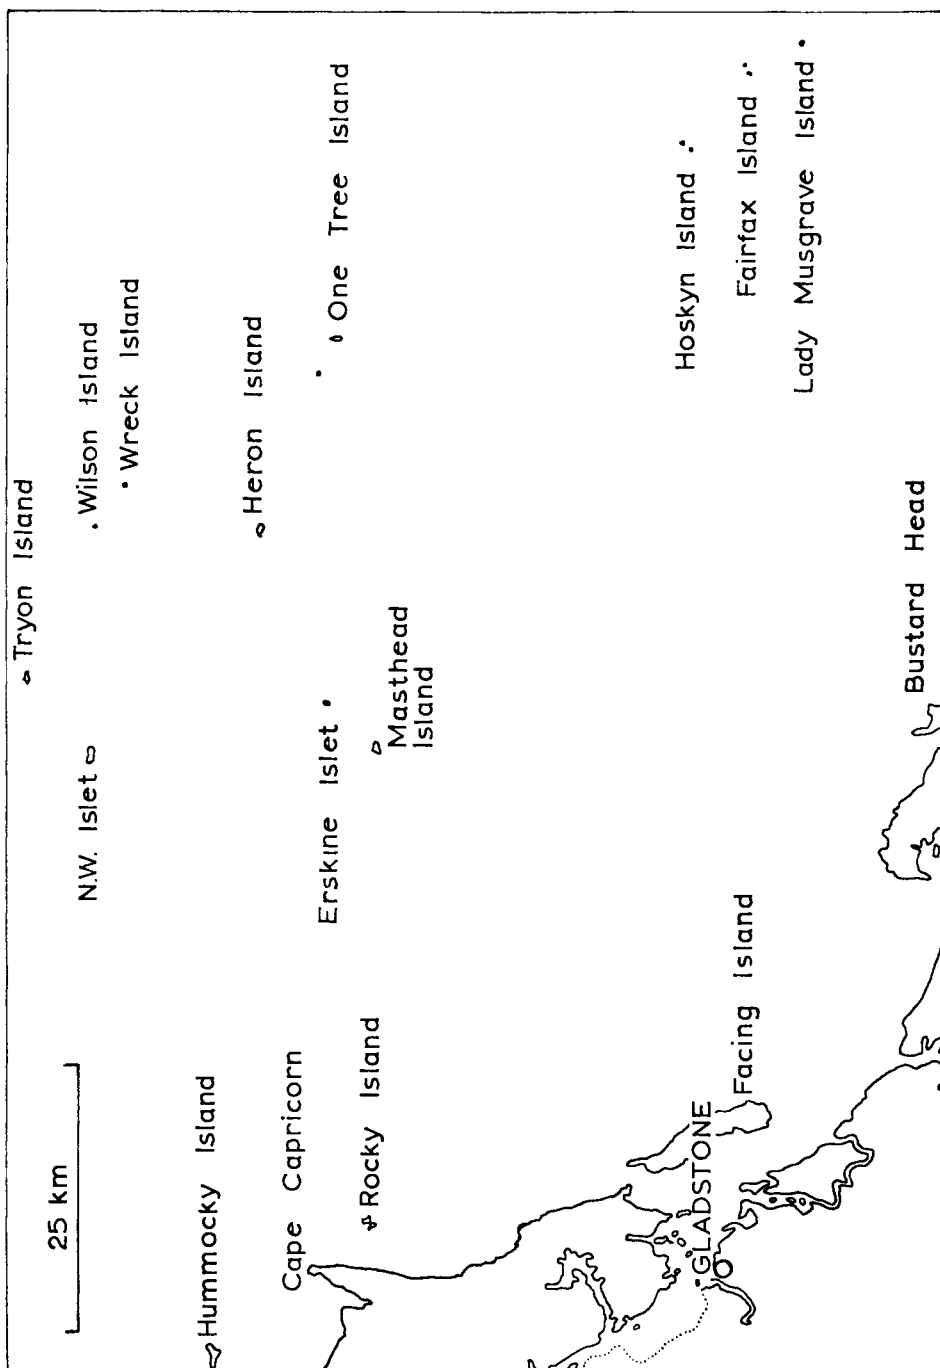 Tryon Island
Wilson Island
Wreck Island
N.W. Islet
Heron Island
One Tree Island
Erskine Islet
Masthead
Island
25 km
Hummocky Island
Cape Capricorn
Rocky Island
Hoskyn Island
Fairfax Island
Lady Musgrave Island
GLADSTONE
Facing Island
Bustard Head